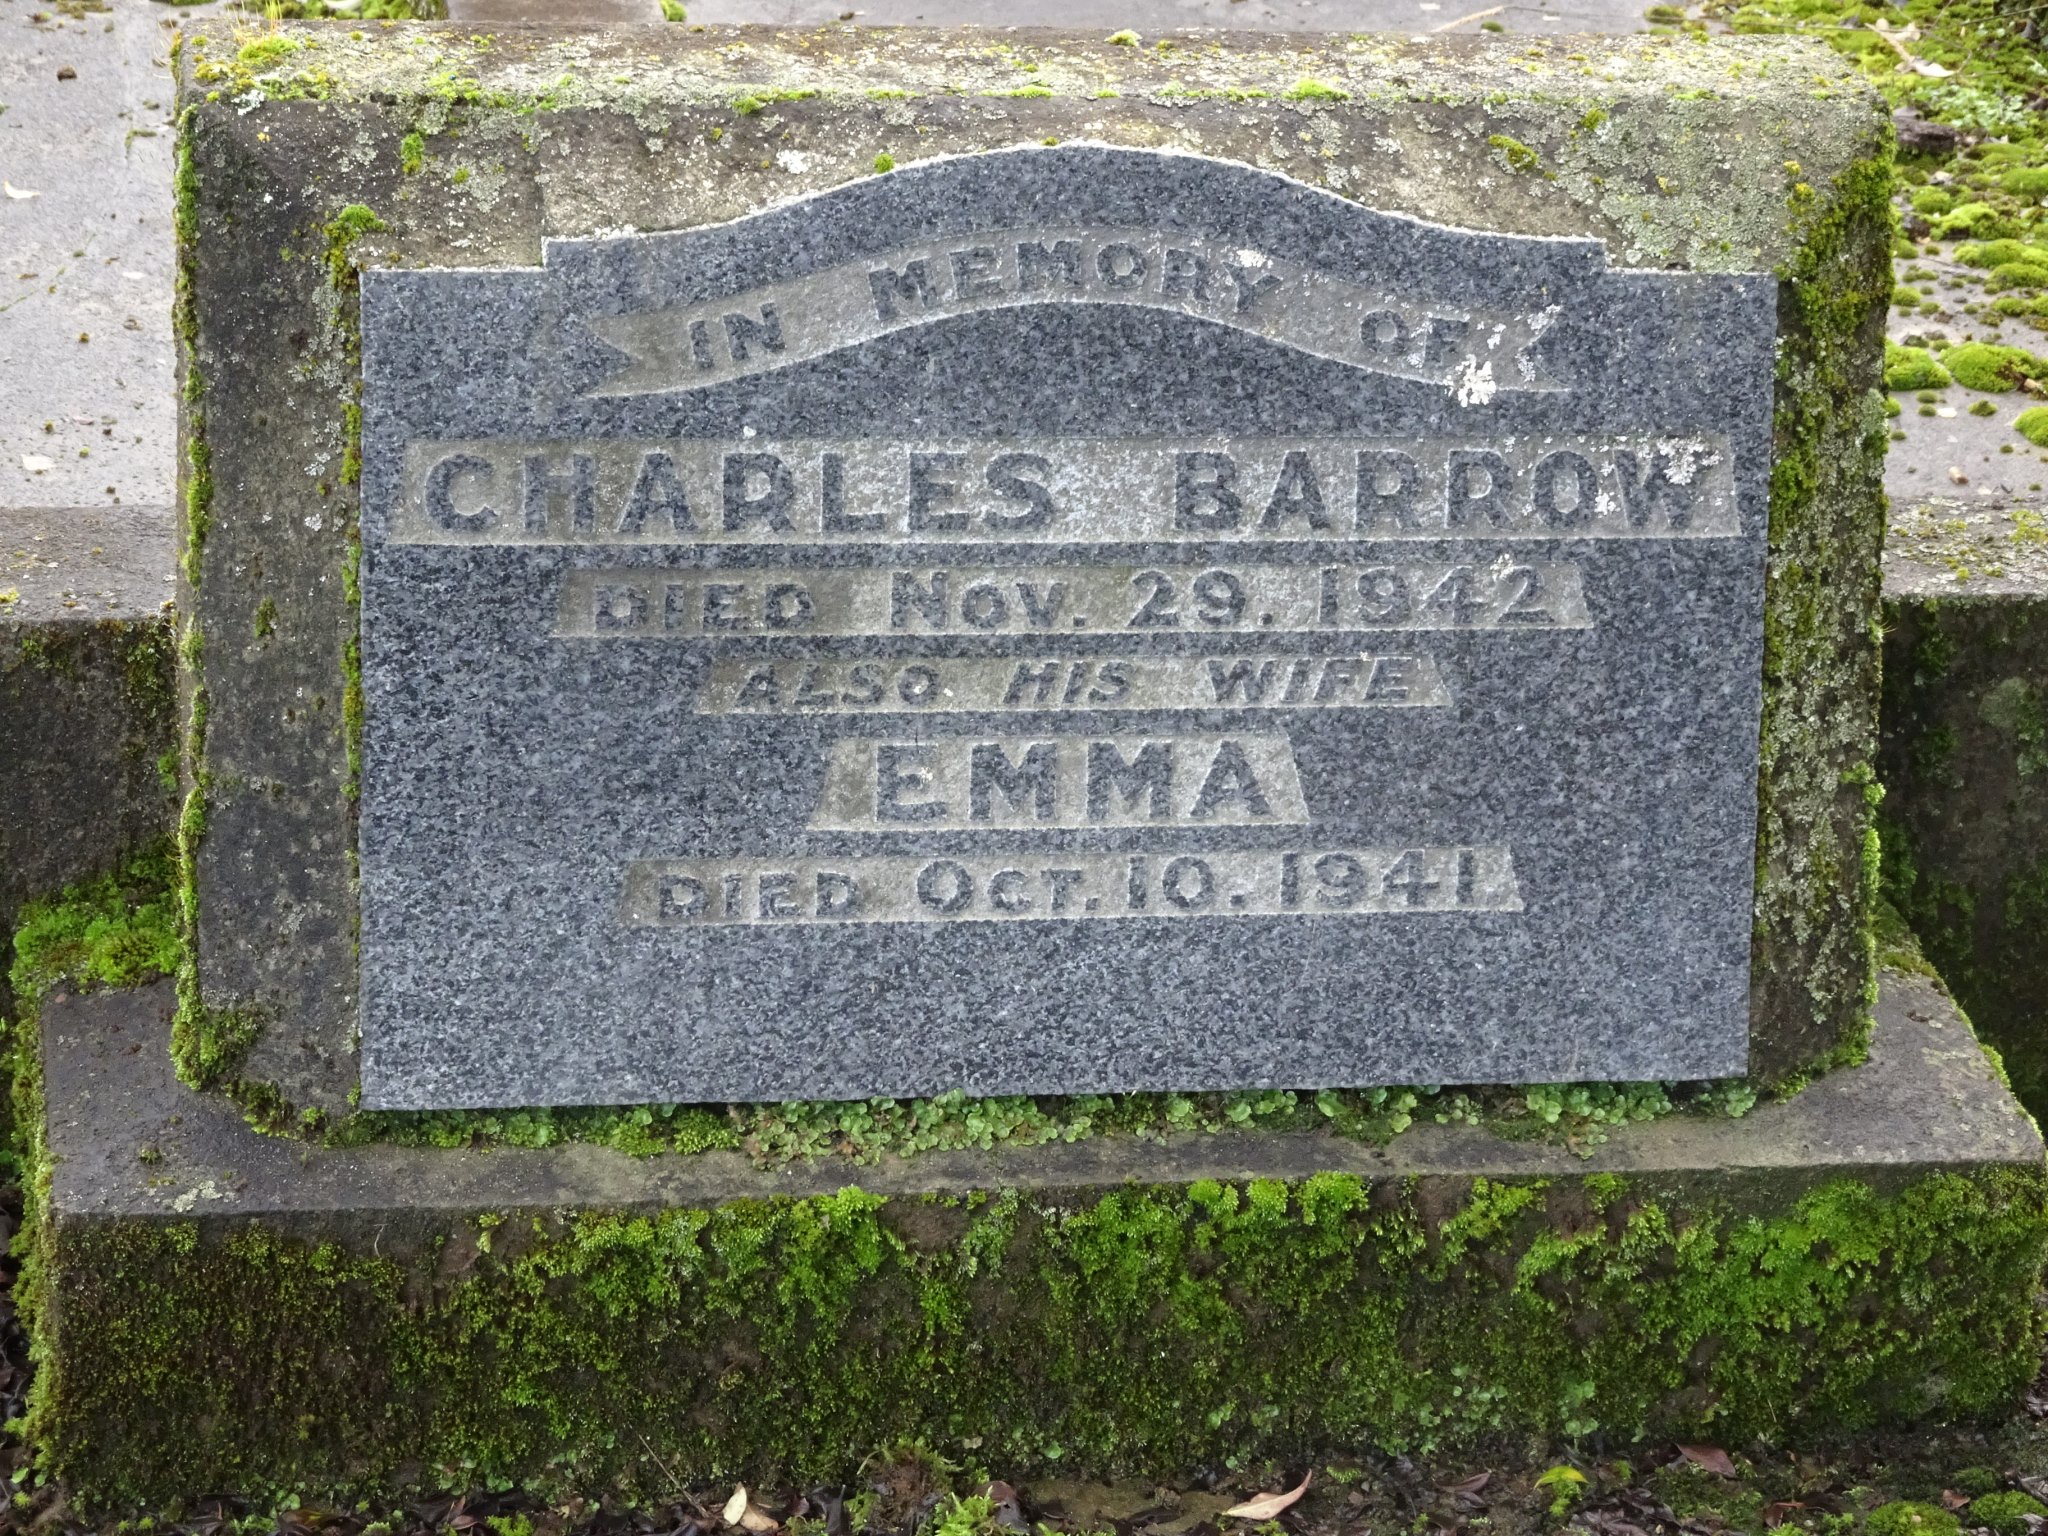 IN MEMORY OF
CHARLES BARROW
DIED NOV. 29. 1942
ALSO HIS WIFE
EMMA
DIED OCT. 10. 1941